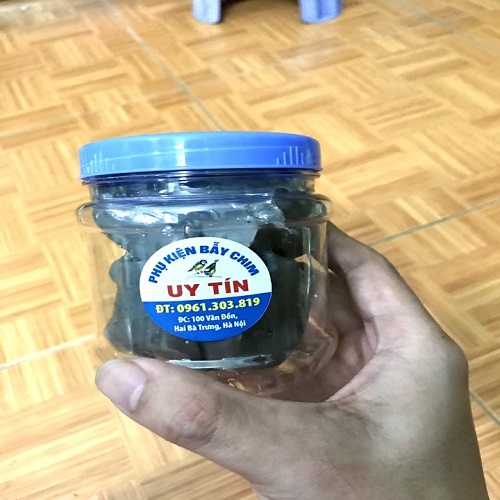 PHỤ KIỆN BẪY CHIM
UY TÍN
ĐT: 0961.303.819
ĐC: 100 Vân Đồn,
Hai Bà Trưng, Hà Nội